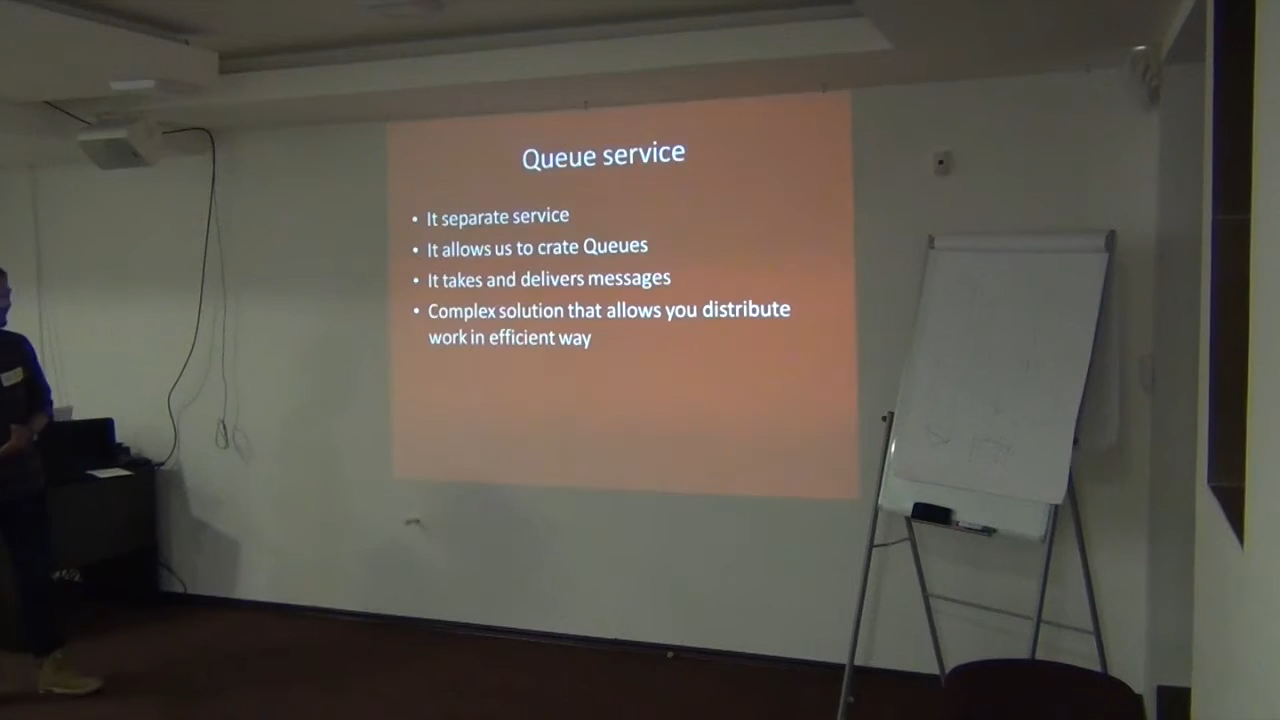 Queue service
• It separate service
• It allows us to crate Queues
• It takes and delivers messages
• Complex solution that allows you distribute
work in efficient way